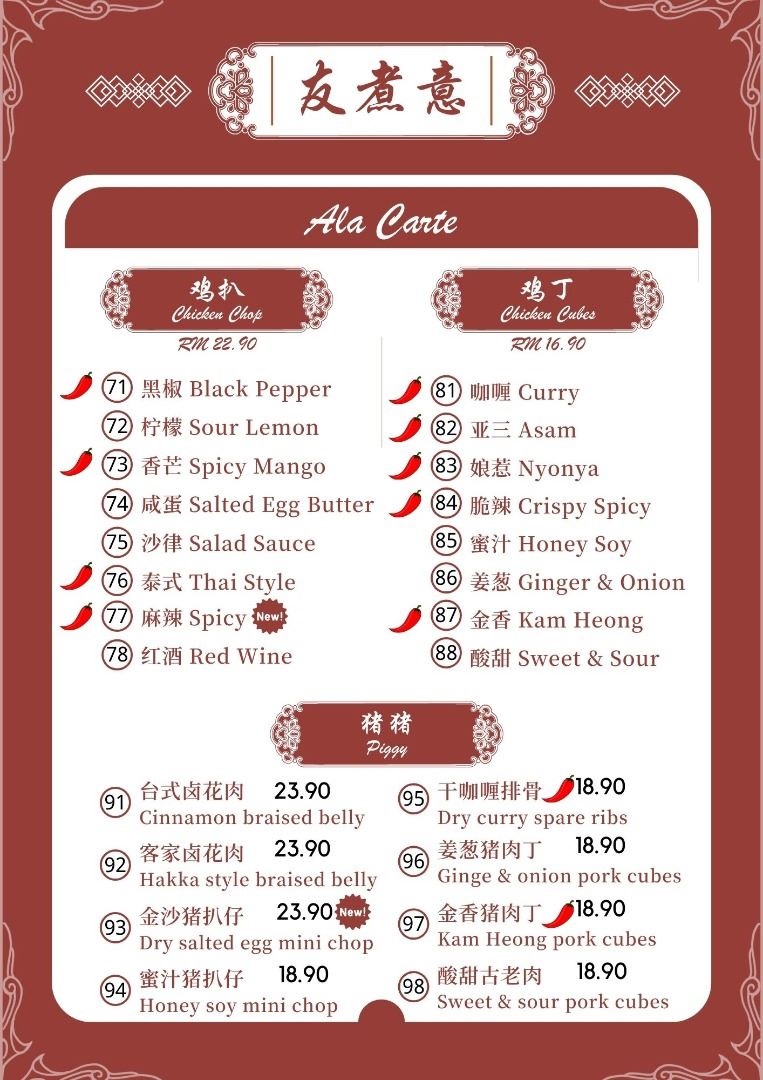 友煮意
Ala Carte
鸡扒
Chicken Chop
RM 22.90
71 黑椒 Black Pepper
72 柠檬 Sour Lemon
73 香芒 Spicy Mango
74 咸蛋 Salted Egg Butter
75 沙律 Salad Sauce
76 泰式 Thai Style
77 麻辣 Spicy New!
78 红酒 Red Wine
鸡丁
Chicken Cubes
RM 16.90
81 咖喱 Curry
82 亚三 Asam
83 娘惹 Nyonya
84 脆辣 Crispy Spicy
85 蜜汁 Honey Soy
86 姜葱 Ginger & Onion
87 金香 Kam Heong
88 酸甜 Sweet & Sour
猪猪
Piggy
91 台式卤花肉 23.90
Cinnamon braised belly
92 客家卤花肉 23.90
Hakka style braised belly
93 金沙猪扒仔 23.90 New!
Dry salted egg mini chop
94 蜜汁猪扒仔 18.90
Honey soy mini chop
95 干咖喱排骨 18.90
Dry curry spare ribs
96 姜葱猪肉丁 18.90
Ginge & onion pork cubes
97 金香猪肉丁 18.90
Kam Heong pork cubes
98 酸甜古老肉 18.90
Sweet & sour pork cubes